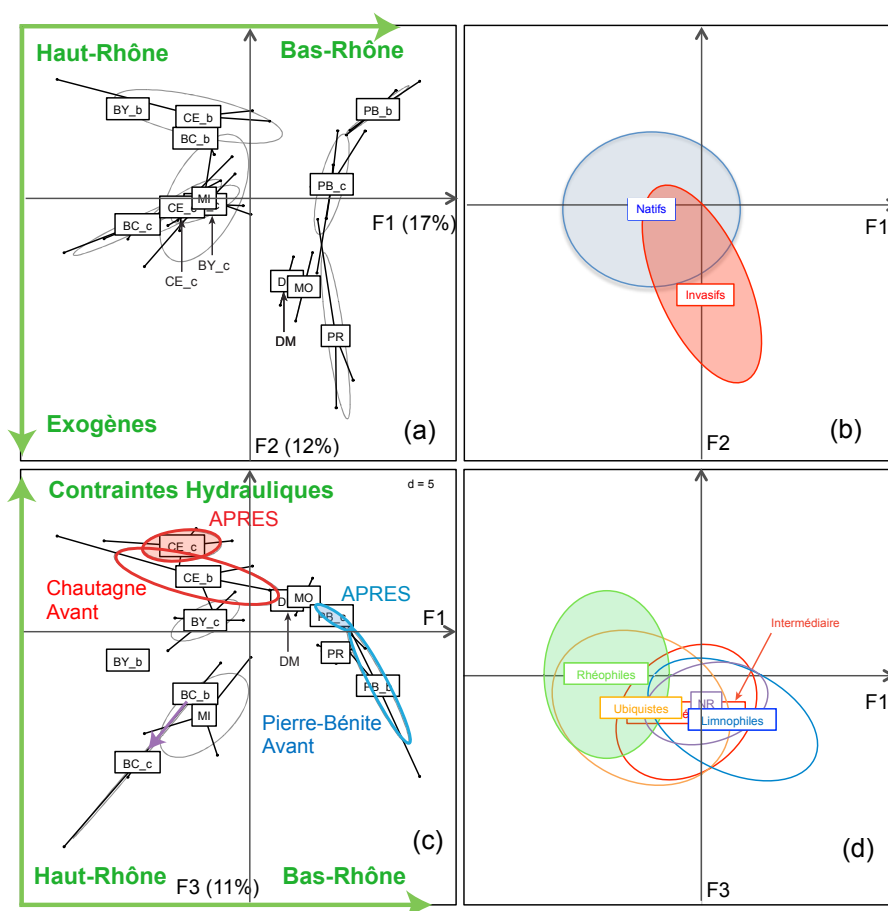 Haut-Rhône
Bas-Rhône
BY_b
CE_b
BC_b
PB_b
MI
PB_c
CE_c
BC_c
F1 (17%)
BY_c
CE_c
MO
DM
PR
Exogènes
F2 (12%)
(a)
Natifs
F1
Invasifs
F2
(b)
Contraintes Hydrauliques
d = 5
APRES
CE_c
Chautagne
Avant
CE_b
APRES
MO
PB_c
F1
BY_c
DM
PR
BY_b
PB_b
BC_b
MI
Pierre-Bénite
Avant
BC_c
(c)
Haut-Rhône
F3 (11%)
Bas-Rhône
Intermédiaire
Rhéophiles
F1
NR
Ubiquistes
Limnophiles
(d)
F3